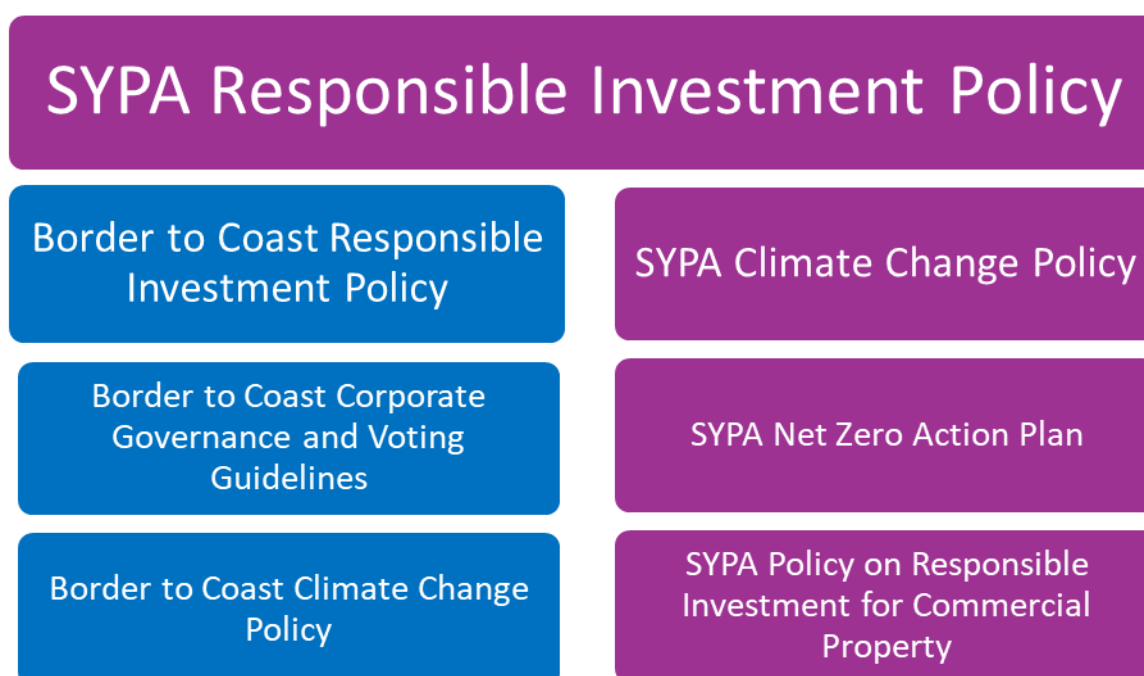 SYPA Responsible Investment Policy
Border to Coast Responsible
Investment Policy
SYPA Climate Change Policy
Border to Coast Corporate
Governance and Voting
Guidelines
SYPA Net Zero Action Plan
Border to Coast Climate Change
Policy
SYPA Policy on Responsible
Investment for Commercial
Property